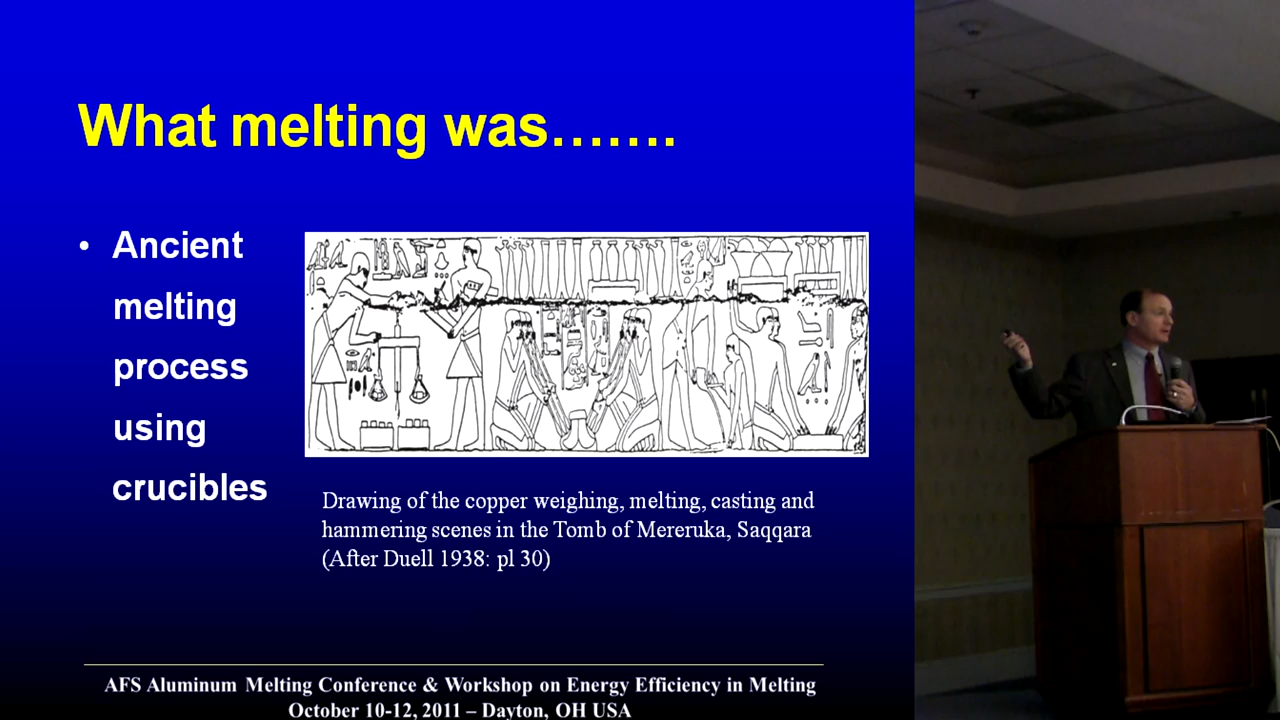 What melting was…….
• Ancient
melting
process
using
crucibles
Drawing of the copper weighing, melting, casting and
hammering scenes in the Tomb of Mereruka, Saqqara
(After Duell 1938: pl 30)
AFS Aluminum Melting Conference & Workshop on Energy Efficiency in Melting
October 10-12, 2011 – Dayton, OH USA